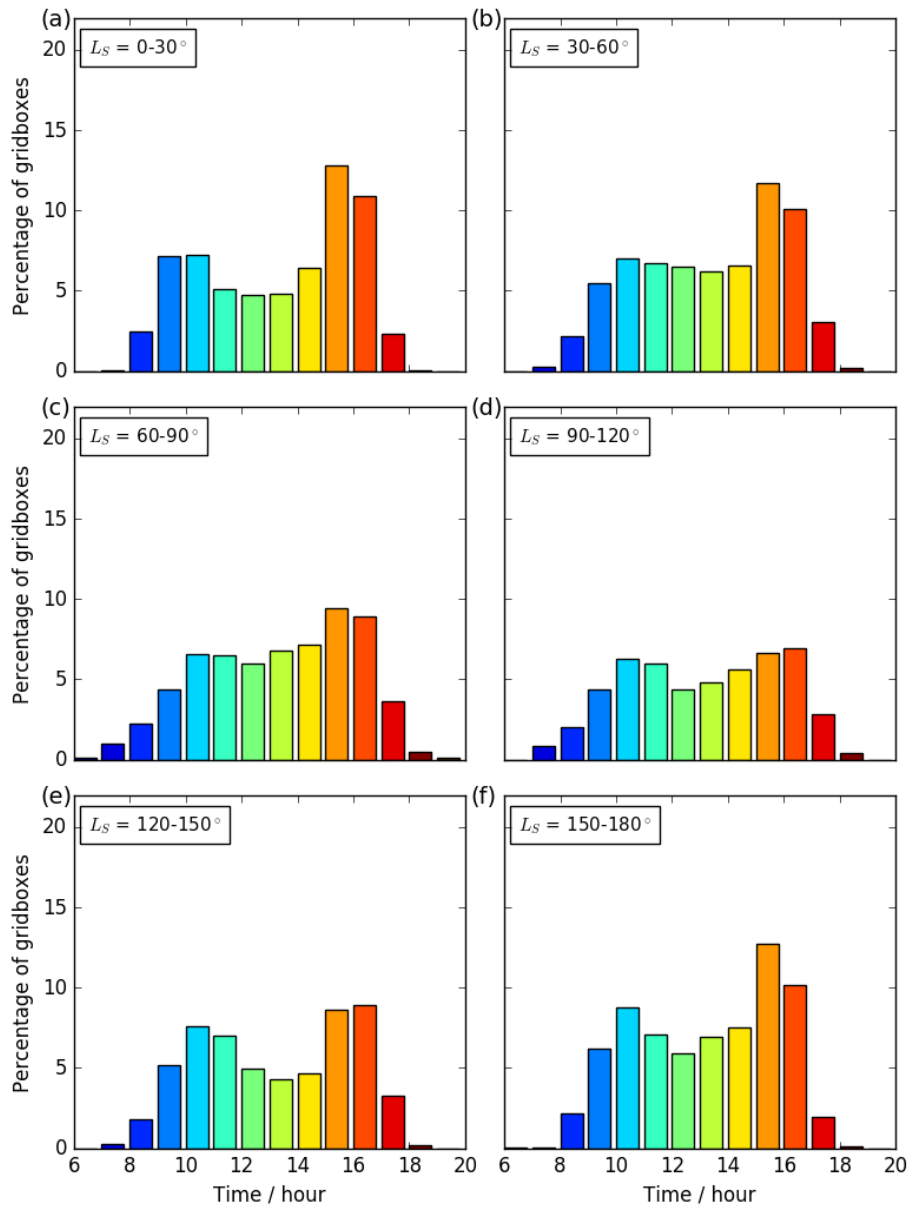 (a)
(b)
L_S = 0-30°
L_S = 30-60°
Percentage of gridboxes
20
15
10
5
0
(c)
(d)
L_S = 60-90°
L_S = 90-120°
Percentage of gridboxes
20
15
10
5
0
(e)
(f)
L_S = 120-150°
L_S = 150-180°
Percentage of gridboxes
20
15
10
5
0
6 8 10 12 14 16 18 20
6 8 10 12 14 16 18 20
Time / hour
Time / hour